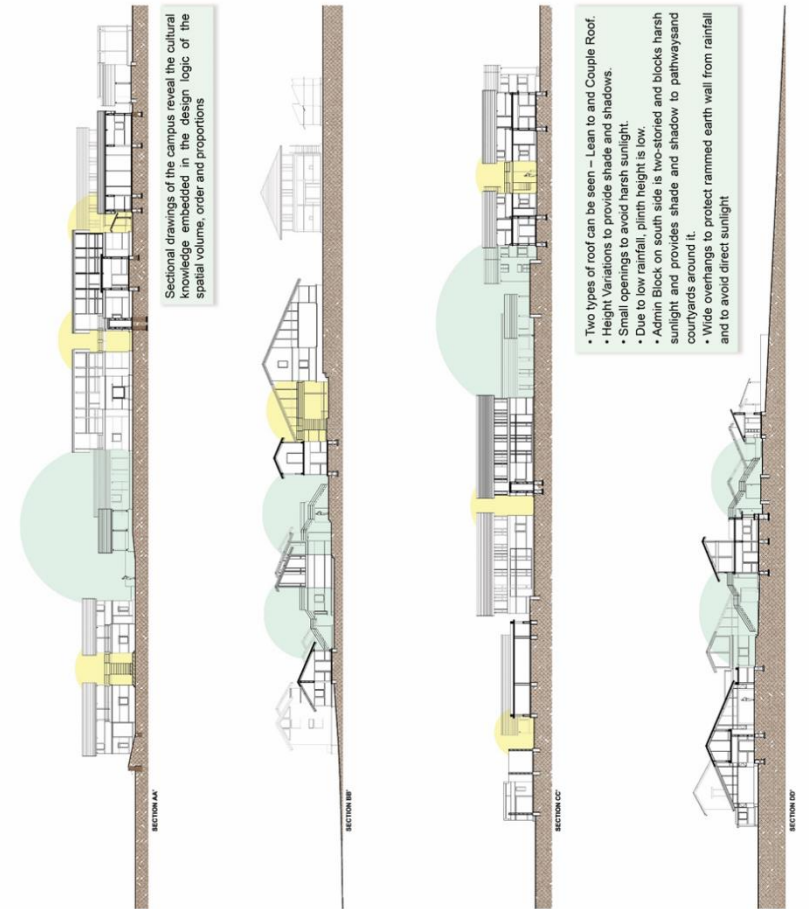 Sectional drawings of the campus reveal the cultural
knowledge embedded in the design logic of the
spatial volume, order and proportions
SECTION AA'
SECTION BB'
• Two types of roof can be seen – Lean to and Couple Roof.
• Height Variations to provide shade and shadows.
• Small openings to avoid harsh sunlight.
• Due to low rainfall, plinth height is low.
• Admin Block on south side is two-storied and blocks harsh
sunlight and provides shade and shadow to pathwaysand
courtyards around it.
• Wide overhangs to protect rammed earth wall from rainfall
and to avoid direct sunlight
SECTION CC'
SECTION DD'